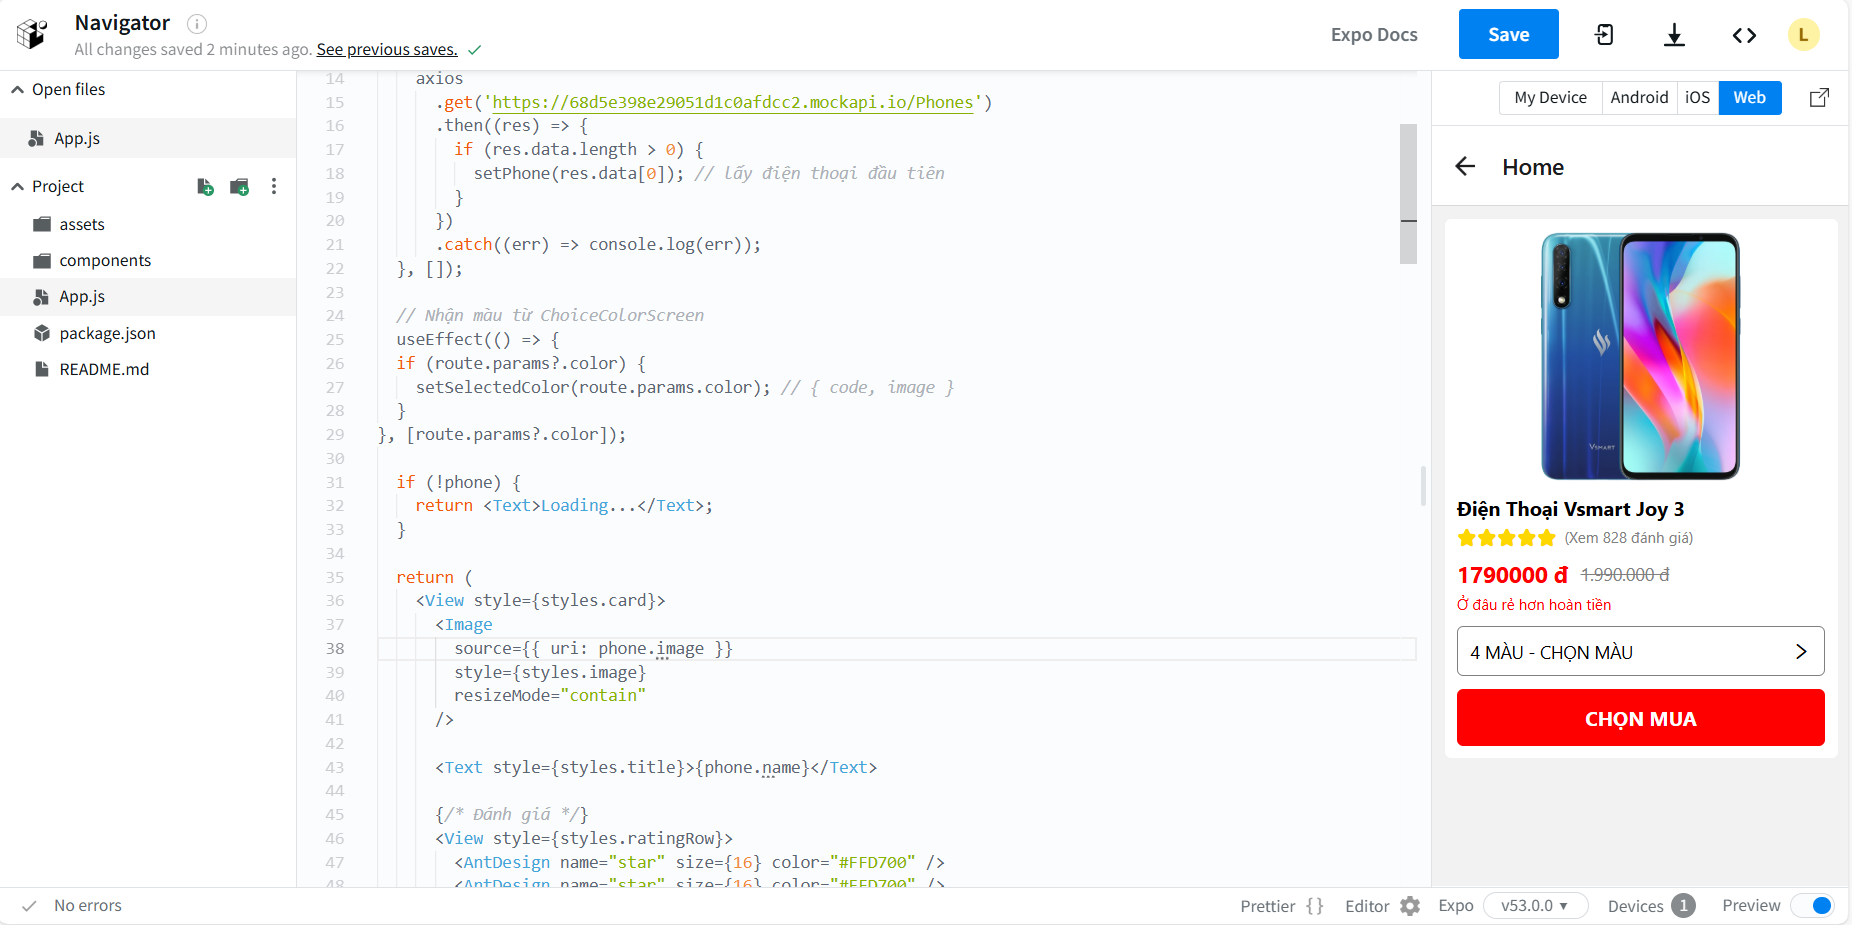 Navigator
All changes saved 2 minutes ago. See previous saves.
Expo Docs
Save
L
Open files
App.js
Project
assets
components
App.js
package.json
README.md
14 axios
15 .get('https://68d5e398e29051d1c0afdcc2.mockapi.io/Phones')
16 .then((res) => {
17 if (res.data.length > 0) {
18 setPhone(res.data[0]); // lấy điện thoại đầu tiên
19 }
20 })
21 .catch((err) => console.log(err));
22 }, []);
23
24 // Nhận màu từ ChoiceColorScreen
25 useEffect(() => {
26 if (route.params?.color) {
27 setSelectedColor(route.params.color); // { code, image }
28 }
29 }, [route.params?.color]);
30
31 if (!phone) {
32 return <Text>Loading...</Text>;
33 }
34
35 return (
36 <View style={styles.card}>
37 <Image
38 source={{ uri: phone.image }}
39 style={styles.image}
40 resizeMode="contain"
41 />
42
43 <Text style={styles.title}>{phone.name}</Text>
44
45 {/* Đánh giá */}
46 <View style={styles.ratingRow}>
47 <AntDesign name="star" size={16} color="#FFD700" />
48 <AntDesign name="star" size={16} color="#FFD700" />
My Device
Android
iOS
Web
Home
VSMART
Điện Thoại Vsmart Joy 3
(Xem 828 đánh giá)
1790000 đ 1.990.000 đ
Ở đâu rẻ hơn hoàn tiền
4 MÀU - CHỌN MÀU
CHỌN MUA
No errors
Prettier { }
Editor
Expo
v53.0.0
Devices 1
Preview